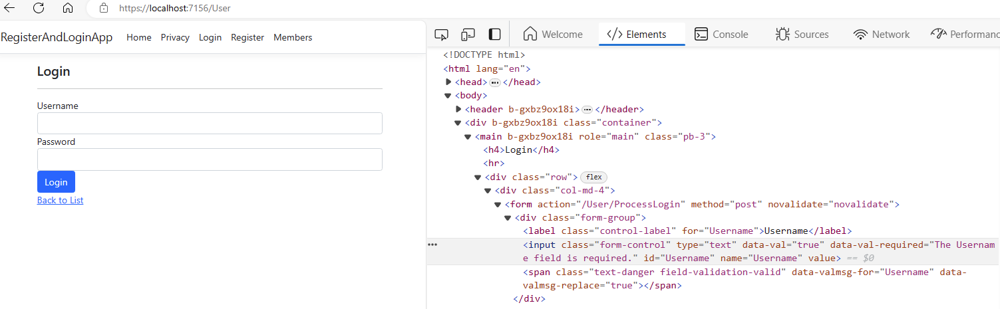 https://localhost:7156/User
RegisterAndLoginApp Home Privacy Login Register Members
Login
Username
Password
Login
Back to List
Welcome </> Elements Console Sources Network Performanc
<!DOCTYPE html>
<html lang="en">
<head> ••• </head>
<body>
<header b-gxbz9ox18i> ••• </header>
<div b-gxbz9ox18i class="container">
<main b-gxbz9ox18i role="main" class="pb-3">
<h4>Login</h4>
<hr>
<div class="row"> flex
<div class="col-md-4">
<form action="/User/ProcessLogin" method="post" novalidate="novalidate">
<div class="form-group">
<label class="control-label" for="Username">Username</label>
••• <input class="form-control" type="text" data-val="true" data-val-required="The Usernam
e field is required." id="Username" name="Username" value> == $0
<span class="text-danger field-validation-valid" data-valmsg-for="Username" data-
valmsg-replace="true"></span>
</div>